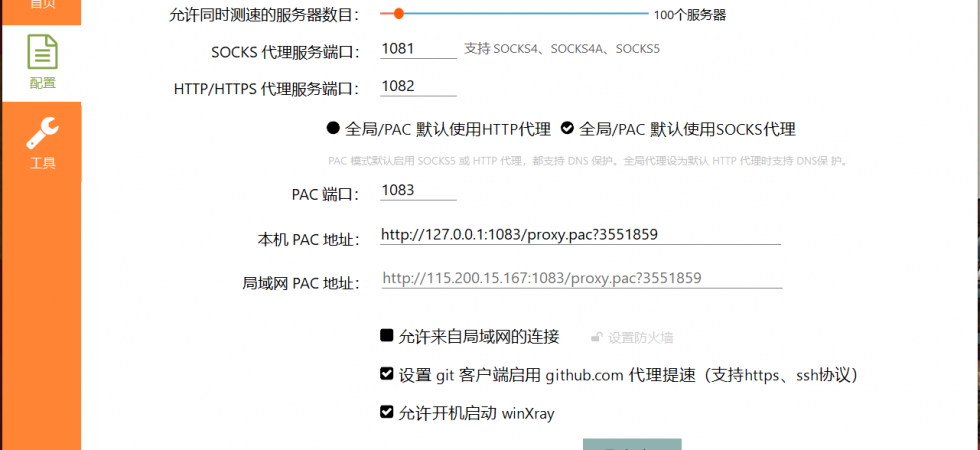 首页
配置
工具
允许同时测速的服务器数目： 100个服务器
SOCKS 代理服务端口： 1081 支持 SOCKS4、SOCKS4A、SOCKS5
HTTP/HTTPS 代理服务端口： 1082
全局/PAC 默认使用HTTP代理 全局/PAC 默认使用SOCKS代理
PAC 模式默认启用 SOCKS5 或 HTTP 代理，都支持 DNS 保护。全局代理设为默认 HTTP 代理时支持 DNS保 护。
PAC 端口： 1083
本机 PAC 地址： http://127.0.0.1:1083/proxy.pac?3551859
局域网 PAC 地址： http://115.200.15.167:1083/proxy.pac?3551859
允许来自局域网的连接 设置防火墙
设置 git 客户端启用 github.com 代理提速（支持https、ssh协议）
允许开机启动 winXray